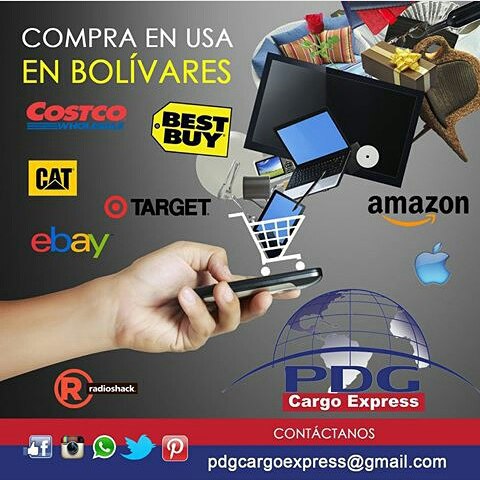 COMPRA EN USA
EN BOLÍVARES
COSTCO
WHOLESALE
BEST
BUY
CAT
TARGET
amazon
ebay
PDG
Cargo Express
R radioshack
CONTÁCTANOS
pdgcargoexpress@gmail.com